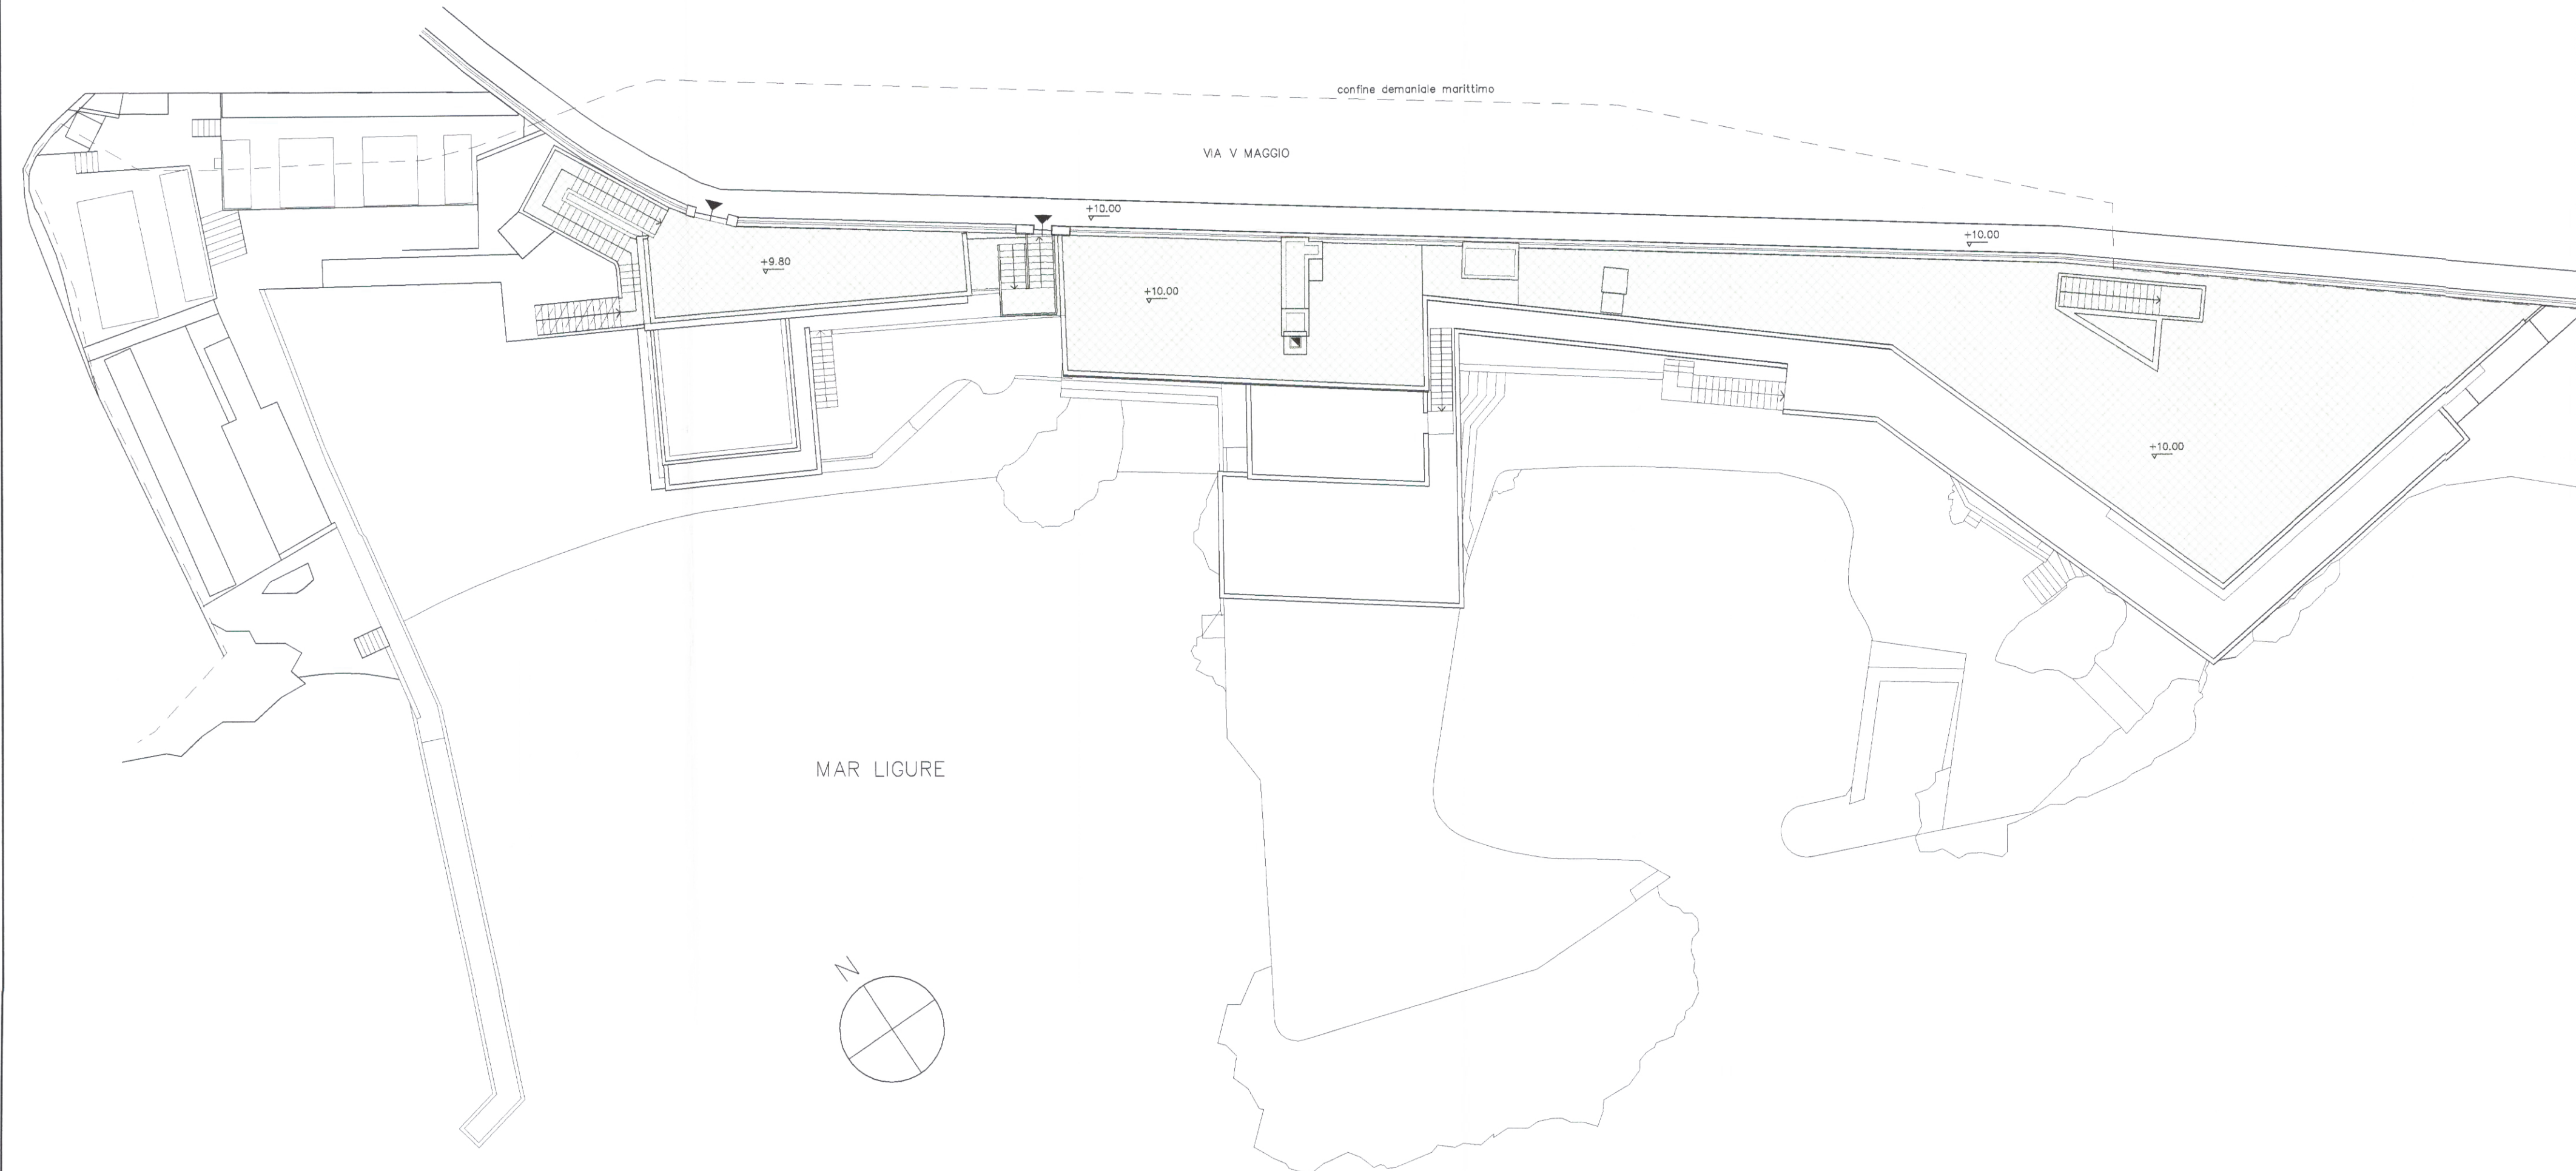 confine demaniale marittimo
VIA V MAGGIO
+10.00
+10.00
+9.80
+10.00
+10.00
MAR LIGURE
N